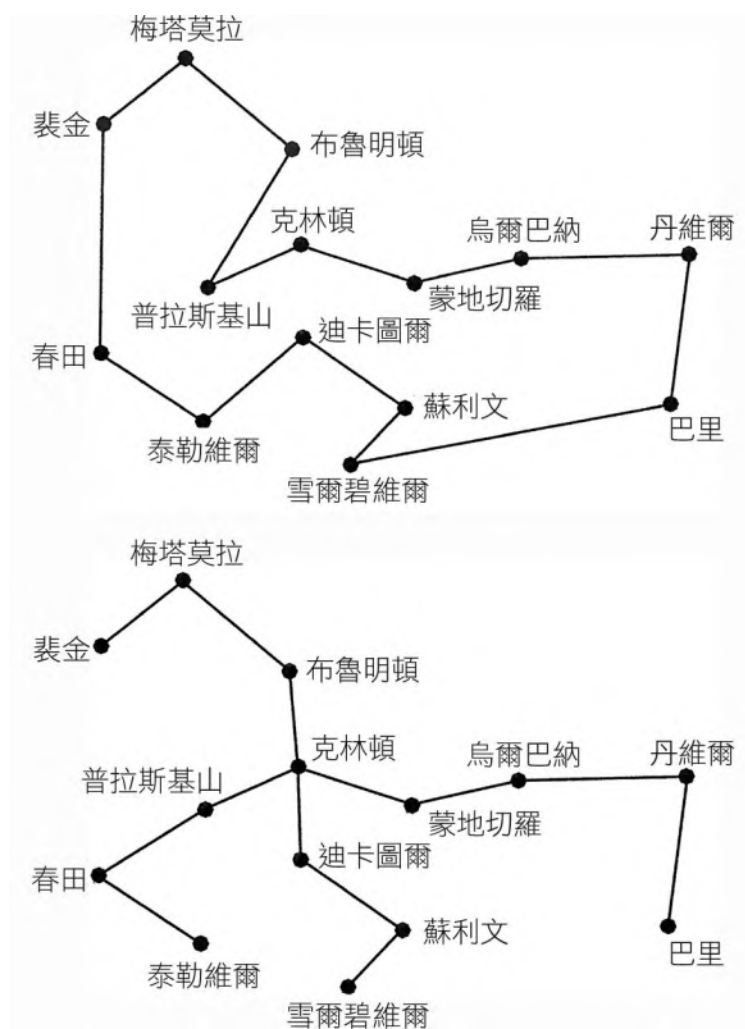 梅塔莫拉
裴金
布魯明頓
克林頓
烏爾巴納
丹維爾
普拉斯基山
蒙地切羅
迪卡圖爾
春田
蘇利文
泰勒維爾
巴里
雪爾碧維爾
梅塔莫拉
裴金
布魯明頓
克林頓
烏爾巴納
丹維爾
普拉斯基山
蒙地切羅
迪卡圖爾
春田
蘇利文
泰勒維爾
巴里
雪爾碧維爾